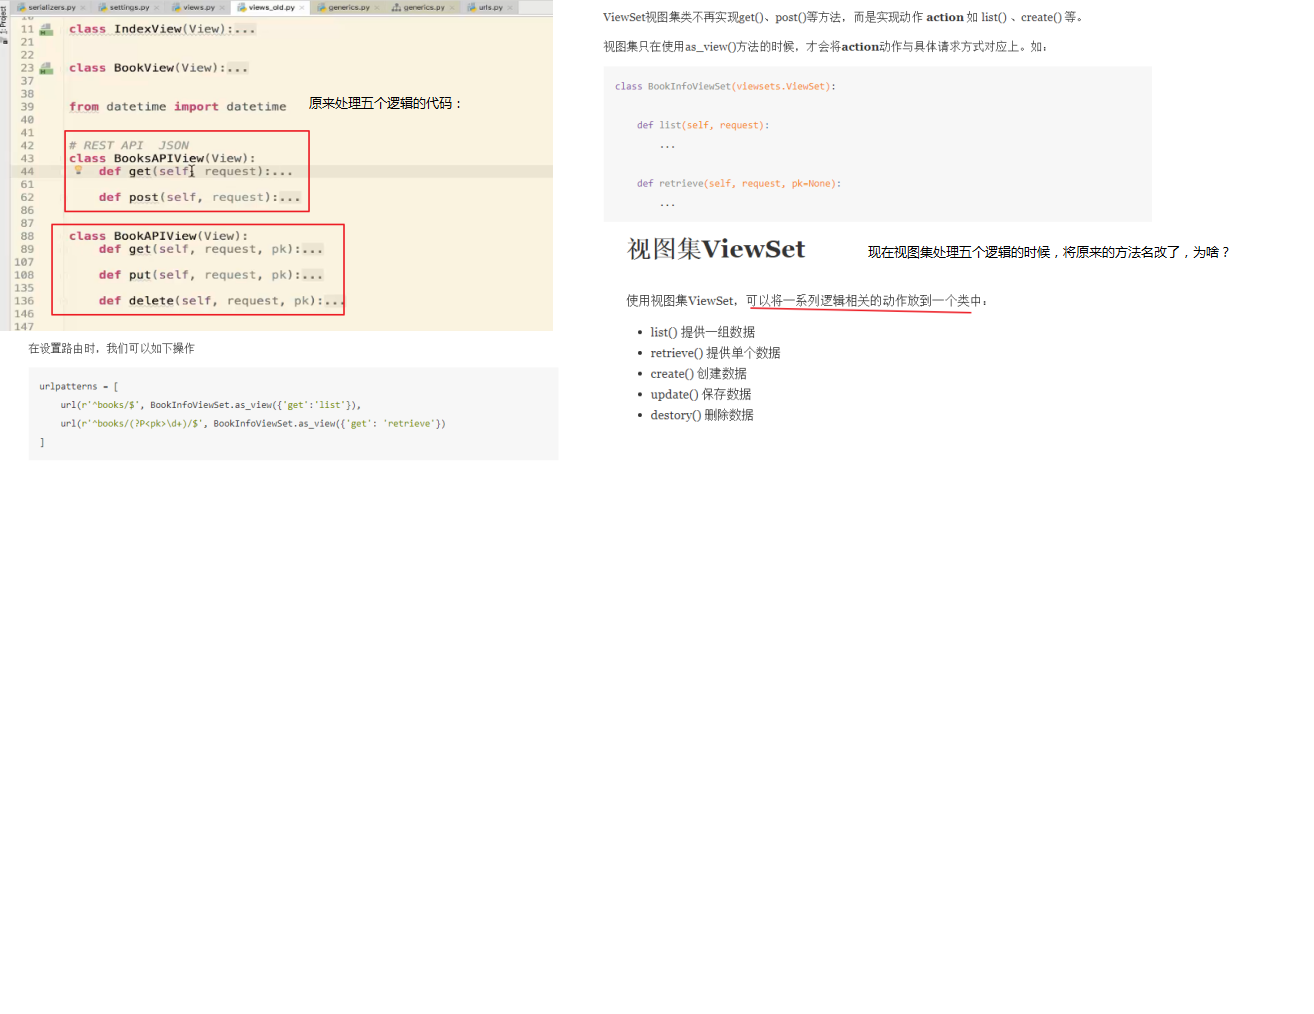 serializers.py × settings.py × views.py × views_old.py × generics.py × generics.py × urls.py ×
Project
11 class IndexView(View):...
21
22
23 class BookView(View):...
37
38
39 from datetime import datetime
原来处理五个逻辑的代码：
40
41
42 # REST API JSON
43 class BooksAPIView(View):
44 def get(self, request):...
61
62 def post(self, request):...
86
87
88 class BookAPIView(View):
89 def get(self, request, pk):...
107
108 def put(self, request, pk):...
135
136 def delete(self, request, pk):...
146
147
在设置路由时，我们可以如下操作
urlpatterns = [
url(r'^books/$', BookInfoViewSet.as_view({'get':'list'}),
url(r'^books/(?P<pk>\d+)/$', BookInfoViewSet.as_view({'get': 'retrieve'})
]
ViewSet视图集类不再实现get()、post()等方法，而是实现动作 action 如 list() 、create() 等。
视图集只在使用as_view()方法的时候，才会将action动作与具体请求方式对应上。如：
class BookInfoViewSet(viewsets.ViewSet):
def list(self, request):
...
def retrieve(self, request, pk=None):
...
视图集ViewSet
现在视图集处理五个逻辑的时候，将原来的方法名改了，为啥？
使用视图集ViewSet，可以将一系列逻辑相关的动作放到一个类中：
• list() 提供一组数据
• retrieve() 提供单个数据
• create() 创建数据
• update() 保存数据
• destory() 删除数据